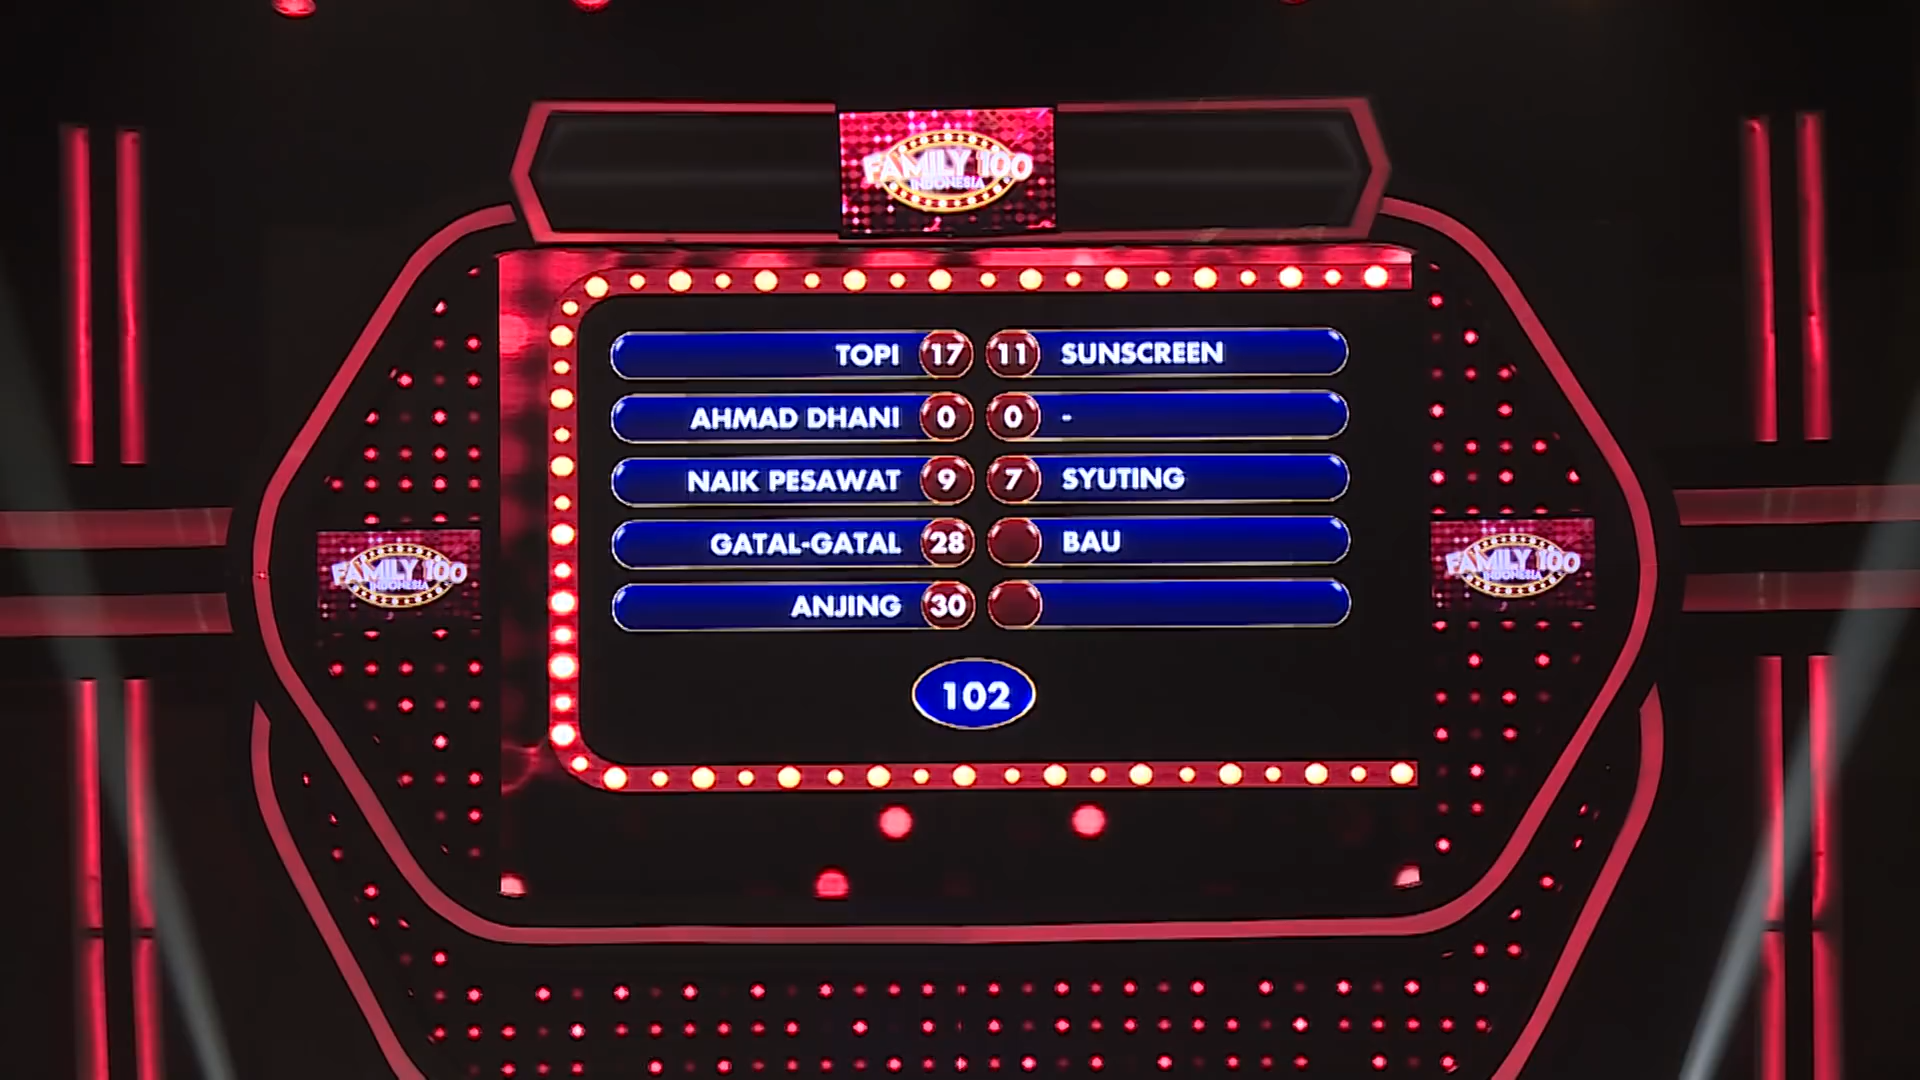 FAMILY 100
INDONESIA
TOPI 17 11 SUNSCREEN
AHMAD DHANI 0 0 -
NAIK PESAWAT 9 7 SYUTING
GATAL-GATAL 28 BAU
ANJING 30
102
FAMILY 100
INDONESIA
FAMILY 100
INDONESIA